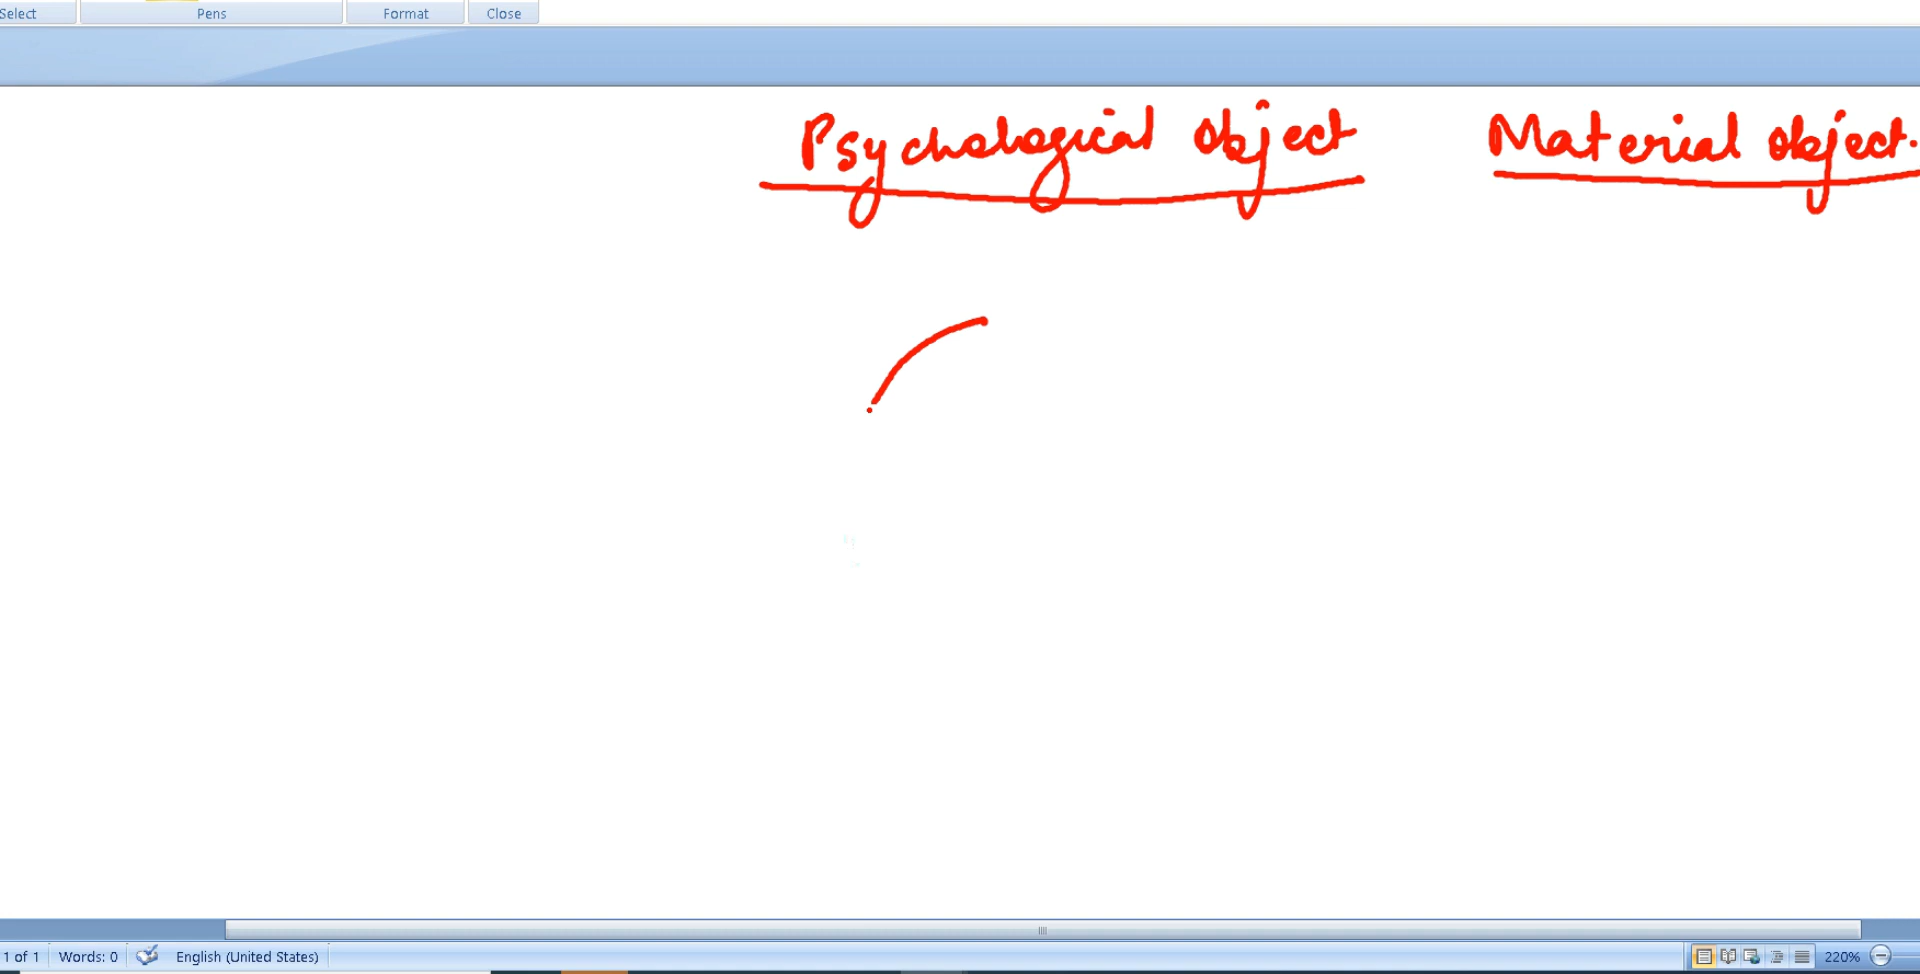 Select Pens Format Close
Psychological object Material object.
1 of 1 Words: 0 English (United States) 220%